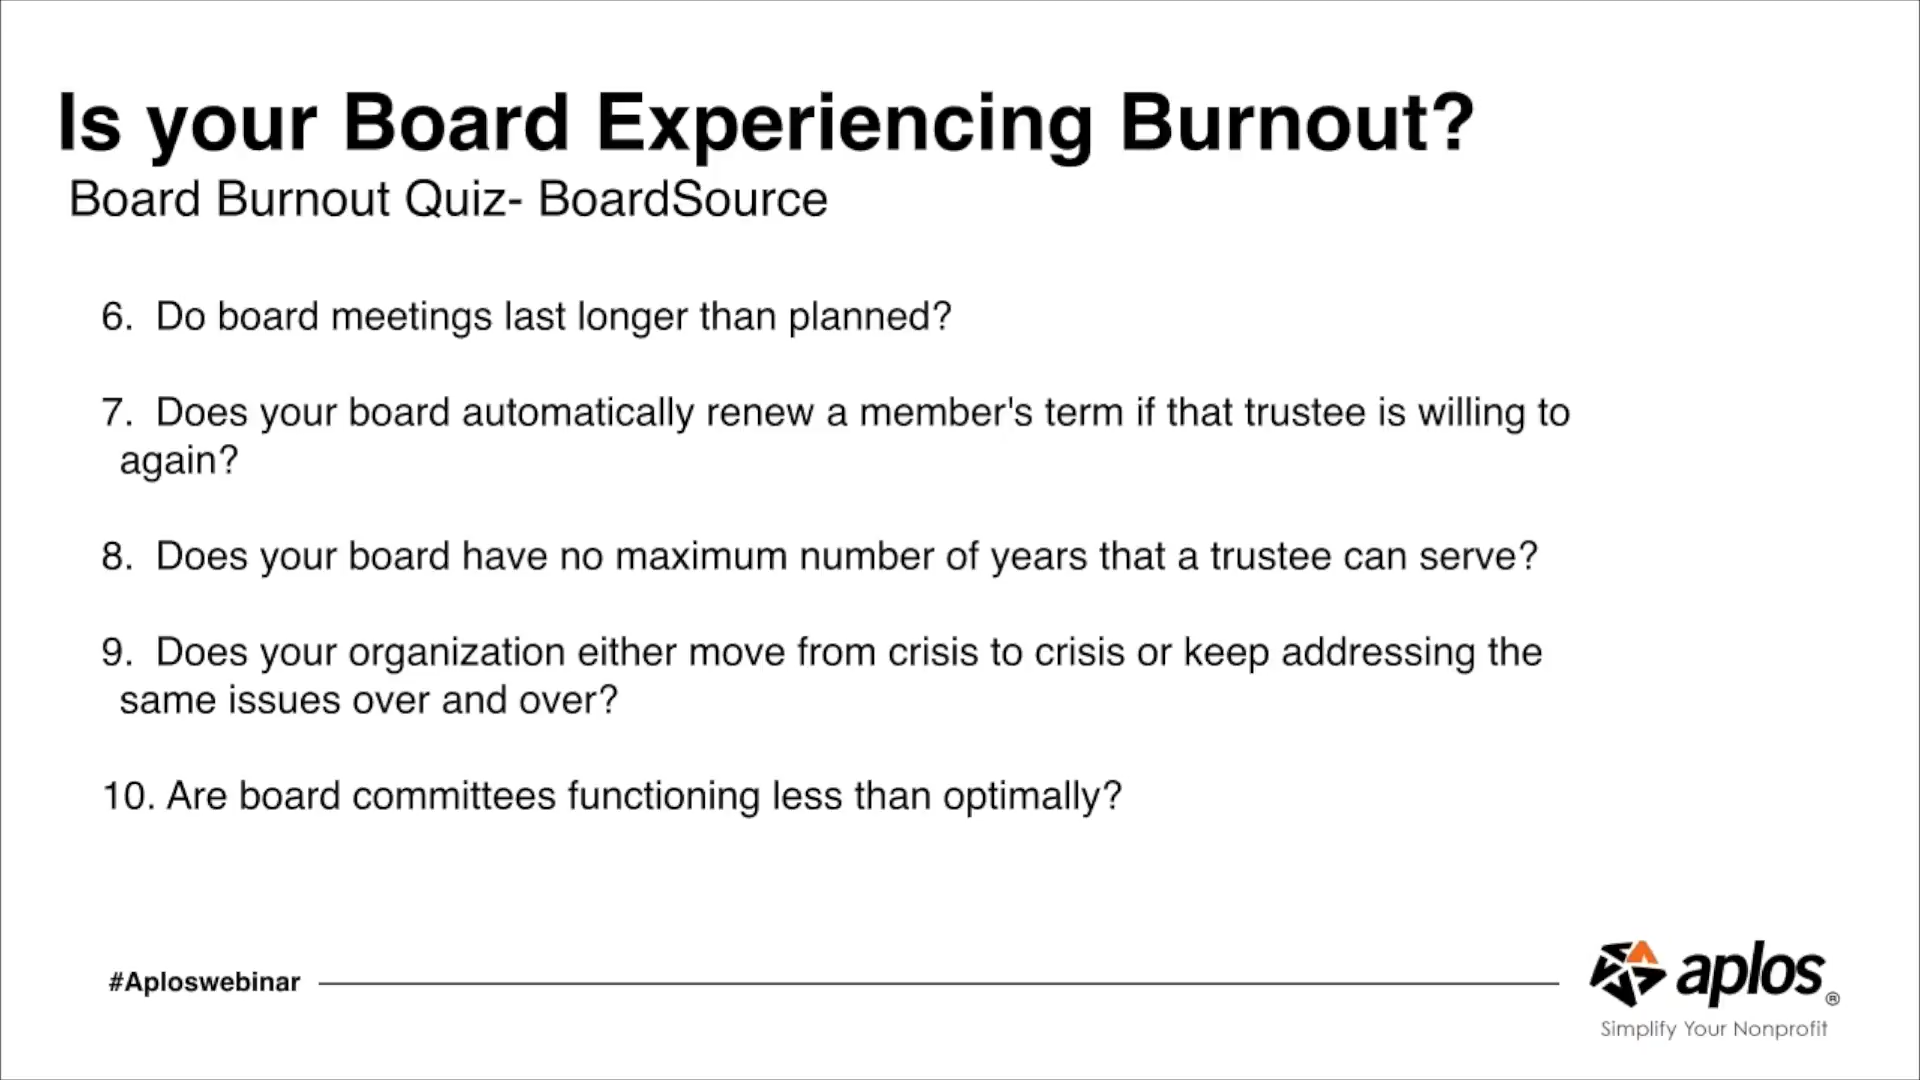 Is your Board Experiencing Burnout?
Board Burnout Quiz- BoardSource
6. Do board meetings last longer than planned?
7. Does your board automatically renew a member's term if that trustee is willing to
again?
8. Does your board have no maximum number of years that a trustee can serve?
9. Does your organization either move from crisis to crisis or keep addressing the
same issues over and over?
10. Are board committees functioning less than optimally?
#Aploswebinar
aplos®
Simplify Your Nonprofit